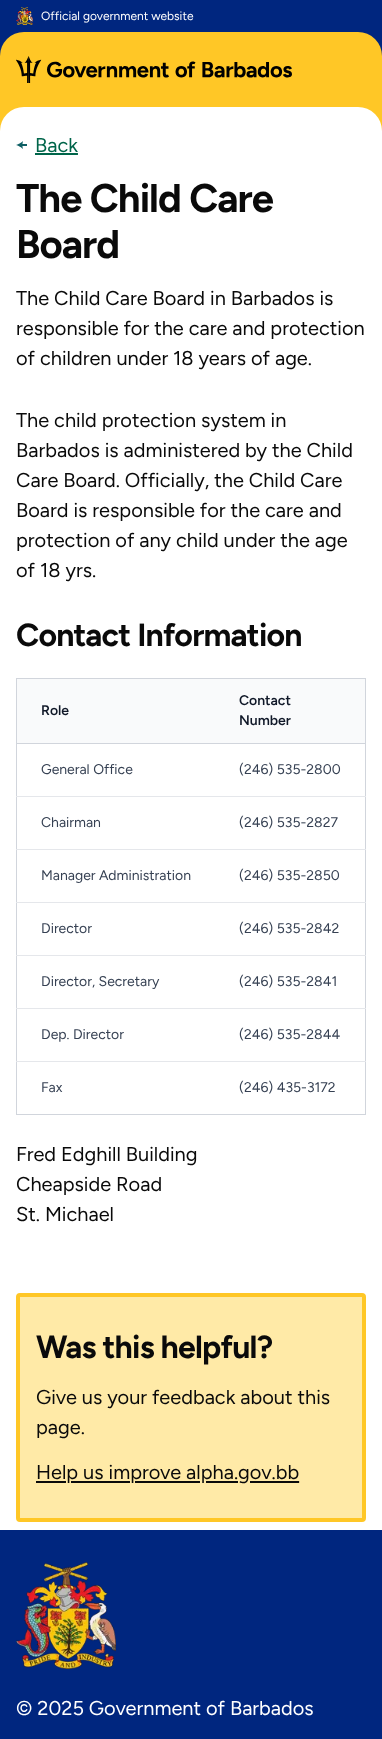 Official government website
Government of Barbados
Back
The Child Care
Board
The Child Care Board in Barbados is
responsible for the care and protection
of children under 18 years of age.
The child protection system in
Barbados is administered by the Child
Care Board. Officially, the Child Care
Board is responsible for the care and
protection of any child under the age
of 18 yrs.
Contact Information
Role Contact Number
General Office (246) 535-2800
Chairman (246) 535-2827
Manager Administration (246) 535-2850
Director (246) 535-2842
Director, Secretary (246) 535-2841
Dep. Director (246) 535-2844
Fax (246) 435-3172
Fred Edghill Building
Cheapside Road
St. Michael
Was this helpful?
Give us your feedback about this
page.
Help us improve alpha.gov.bb
PRIDE AND INDUSTRY
© 2025 Government of Barbados